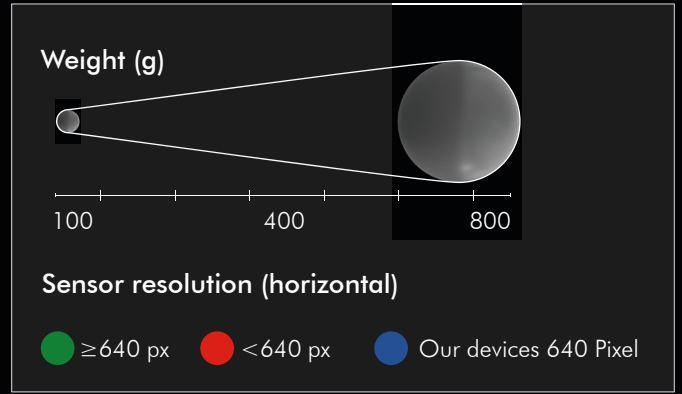 Weight (g)
100 400 800
Sensor resolution (horizontal)
≥640 px <640 px Our devices 640 Pixel